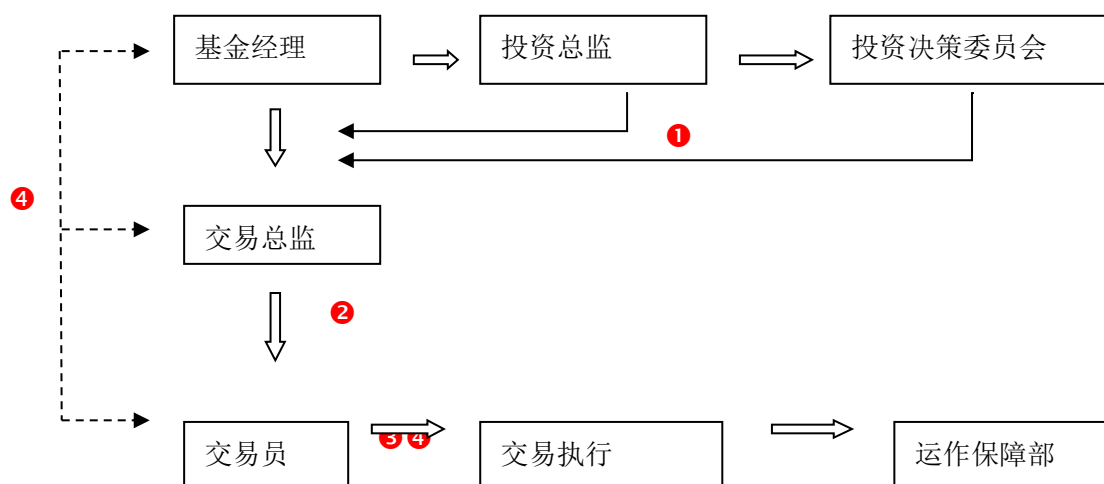 基金经理
投资总监
投资决策委员会
❶
❹
交易总监
❷
交易员
❸❹
交易执行
运作保障部